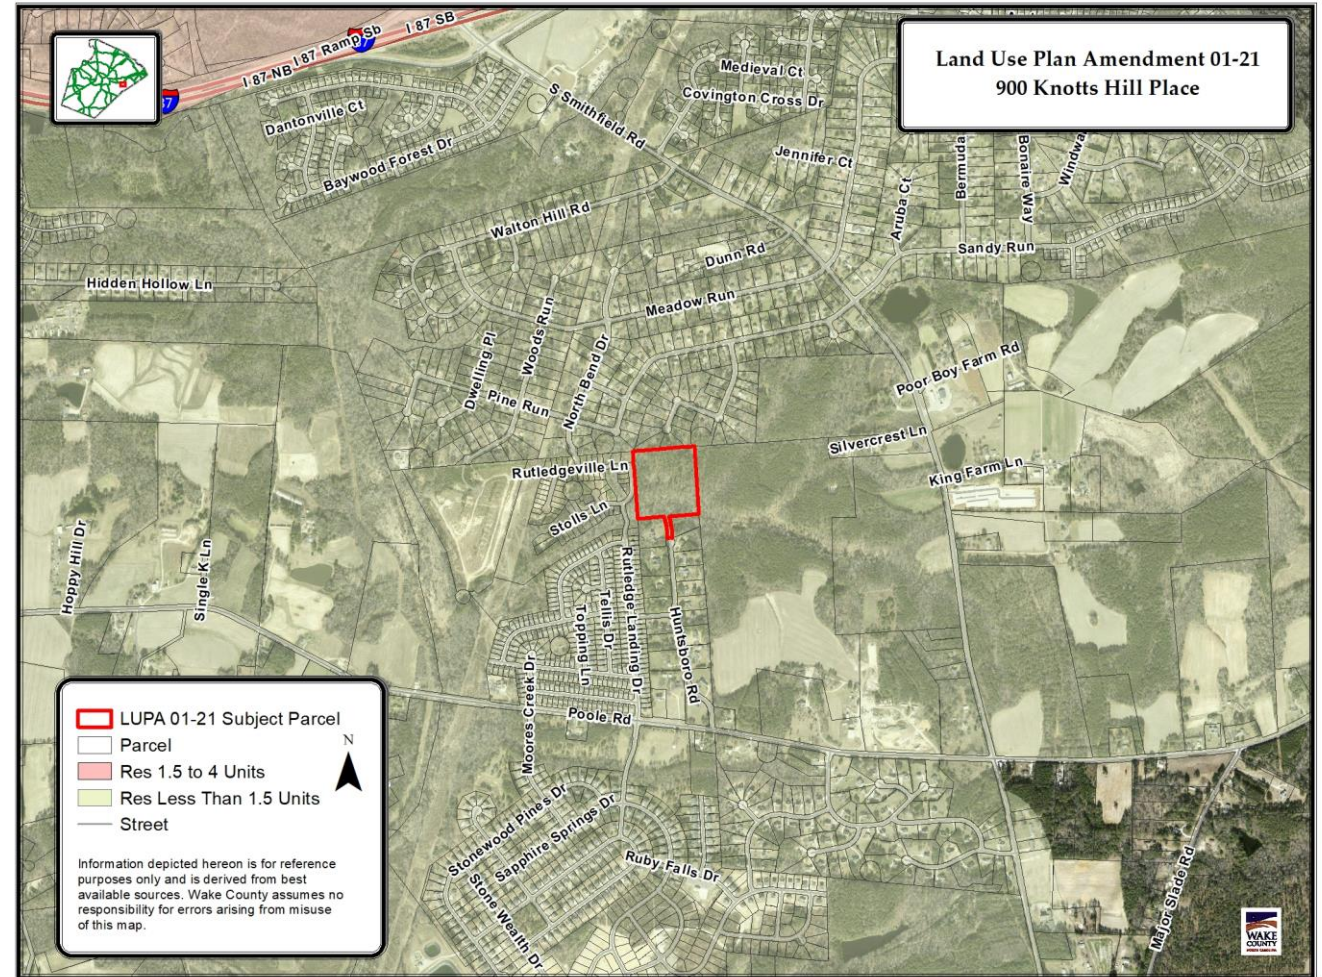 Land Use Plan Amendment 01-21
900 Knotts Hill Place
I 87 SB
I 87 Ramp Sb
I 87 NB
Medieval Ct
Covington Cross Dr
S Smithfield Rd
Dantonville Ct
Baywood Forest Dr
Jennifer Ct
Bermuda
Bonaire Way
Windwa
Aruba Ct
Walton Hill Rd
Dunn Rd
Sandy Run
Hidden Hollow Ln
Meadow Run
Woods Run
Dwelling Pl
North Bend Dr
Pine Run
Poor Boy Farm Rd
Silvercrest Ln
King Farm Ln
Rutledgeville Ln
Stolls Ln
Hoppy Hill Dr
Single K Ln
Rutledge Landing Dr
Tellis Dr
Topping Ln
Huntsboro Rd
Moores Creek Dr
Poole Rd
Stonewood Pines Dr
Sapphire Springs Dr
Ruby Falls Dr
Stone Wealth Dr
Major Slade Rd
LUPA 01-21 Subject Parcel
Parcel
N
Res 1.5 to 4 Units
Res Less Than 1.5 Units
Street
Information depicted hereon is for reference
purposes only and is derived from best
available sources. Wake County assumes no
responsibility for errors arising from misuse
of this map.
WAKE
COUNTY